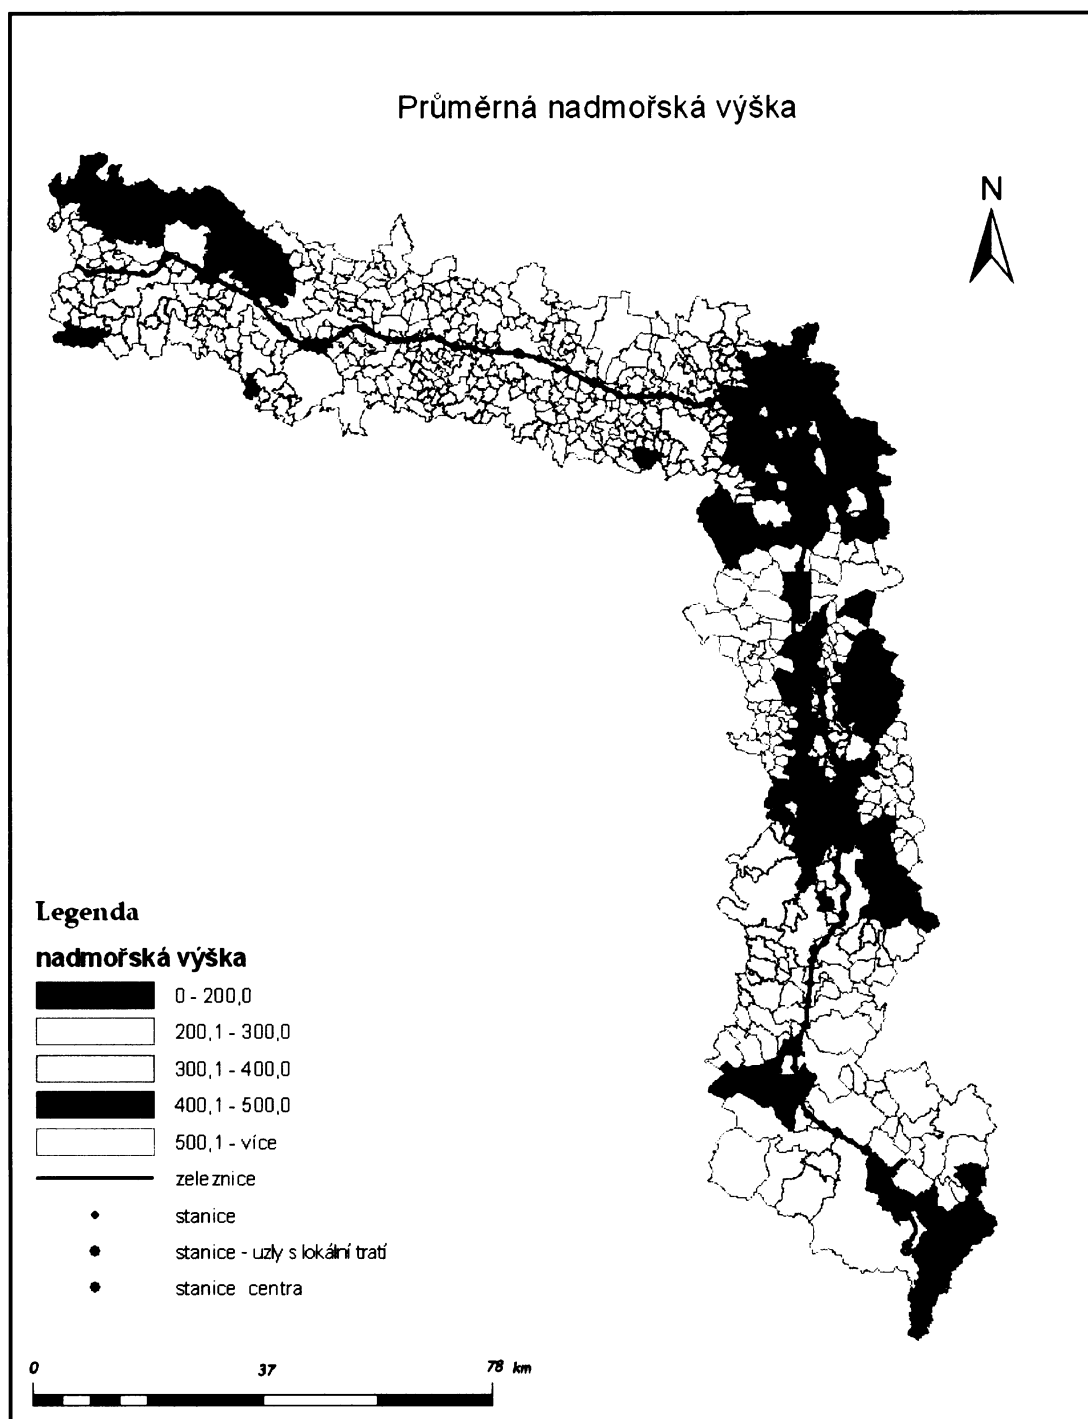 Průměrná nadmořská výška
N
Legenda
nadmořská výška
0 - 200,0
200,1 - 300,0
300,1 - 400,0
400,1 - 500,0
500,1 - více
zeleznice
stanice
stanice - uzly s lokální tratí
stanice centra
0 37 78 km